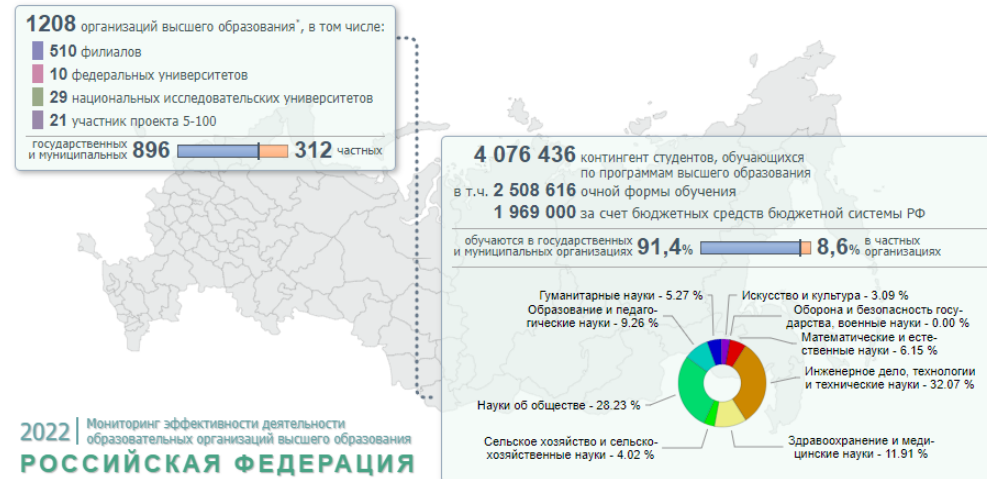 1208 организаций высшего образования*, в том числе:
510 филиалов
10 федеральных университетов
29 национальных исследовательских университетов
21 участник проекта 5-100
государственных
и муниципальных 896 312 частных
4 076 436 контингент студентов, обучающихся
по программам высшего образования
в т.ч. 2 508 616 очной формы обучения
1 969 000 за счет бюджетных средств бюджетной системы РФ
обучаются в государственных
и муниципальных организациях 91,4% 8,6% в частных
организациях
Гуманитарные науки - 5.27 %
Искусство и культура - 3.09 %
Образование и педаго-
гические науки - 9.26 %
Оборона и безопасность госу-
дарства, военные науки - 0.00 %
Математические и есте-
ственные науки - 6.15 %
Инженерное дело, технологии
и технические науки - 32.07 %
Науки об обществе - 28.23 %
Сельское хозяйство и сельско-
хозяйственные науки - 4.02 %
Здравоохранение и меди-
цинские науки - 11.91 %
2022 Мониторинг эффективности деятельности
образовательных организаций высшего образования
РОССИЙСКАЯ ФЕДЕРАЦИЯ